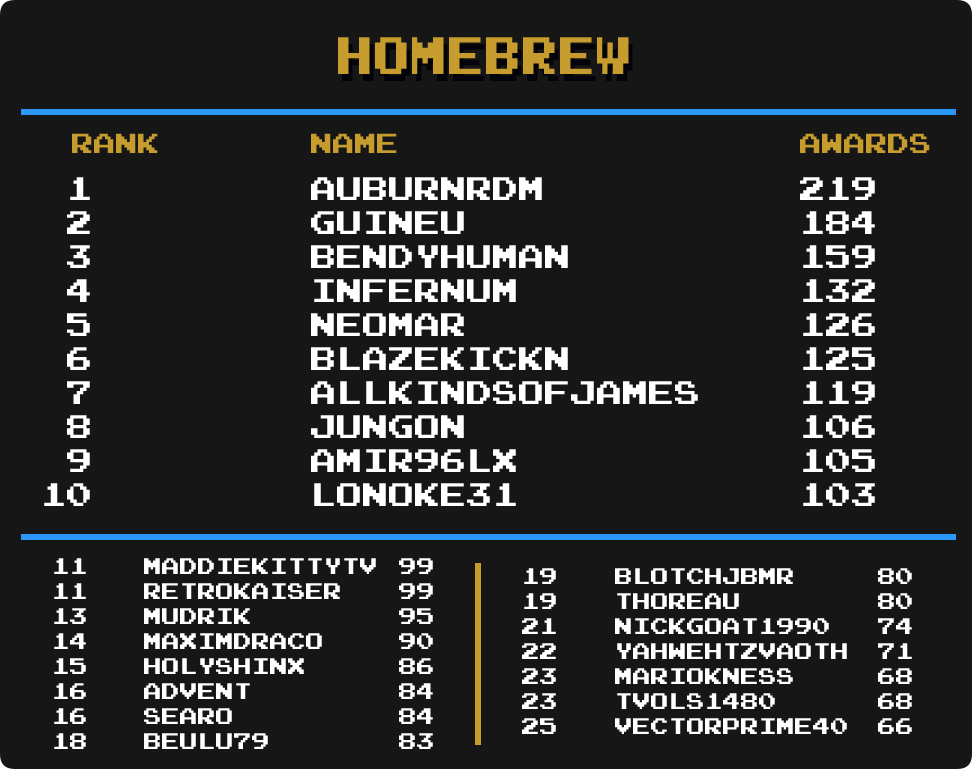 HOMEBREW
RANK NAME AWARDS
1 AUBURNRDM 219
2 GUINEU 184
3 BENDYHUMAN 159
4 INFERNUM 132
5 NEOMAR 126
6 BLAZEKICKN 125
7 ALLKINDSOFJAMES 119
8 JUNGON 106
9 AMIR96LX 105
10 LONOKE31 103
11 MADDIEKITTYTV 99
11 RETROKAISER 99
13 MUDRIK 95
14 MAXIMDRACO 90
15 HOLYSHINX 86
16 ADVENT 84
16 SEARO 84
18 BEULU79 83
19 BLOTCHJBMR 80
19 THOREAU 80
21 NICKGOAT1990 74
22 YAHWEHTZVAOTH 71
23 MARIOKNESS 68
23 TVOLS1480 68
25 VECTORPRIME40 66